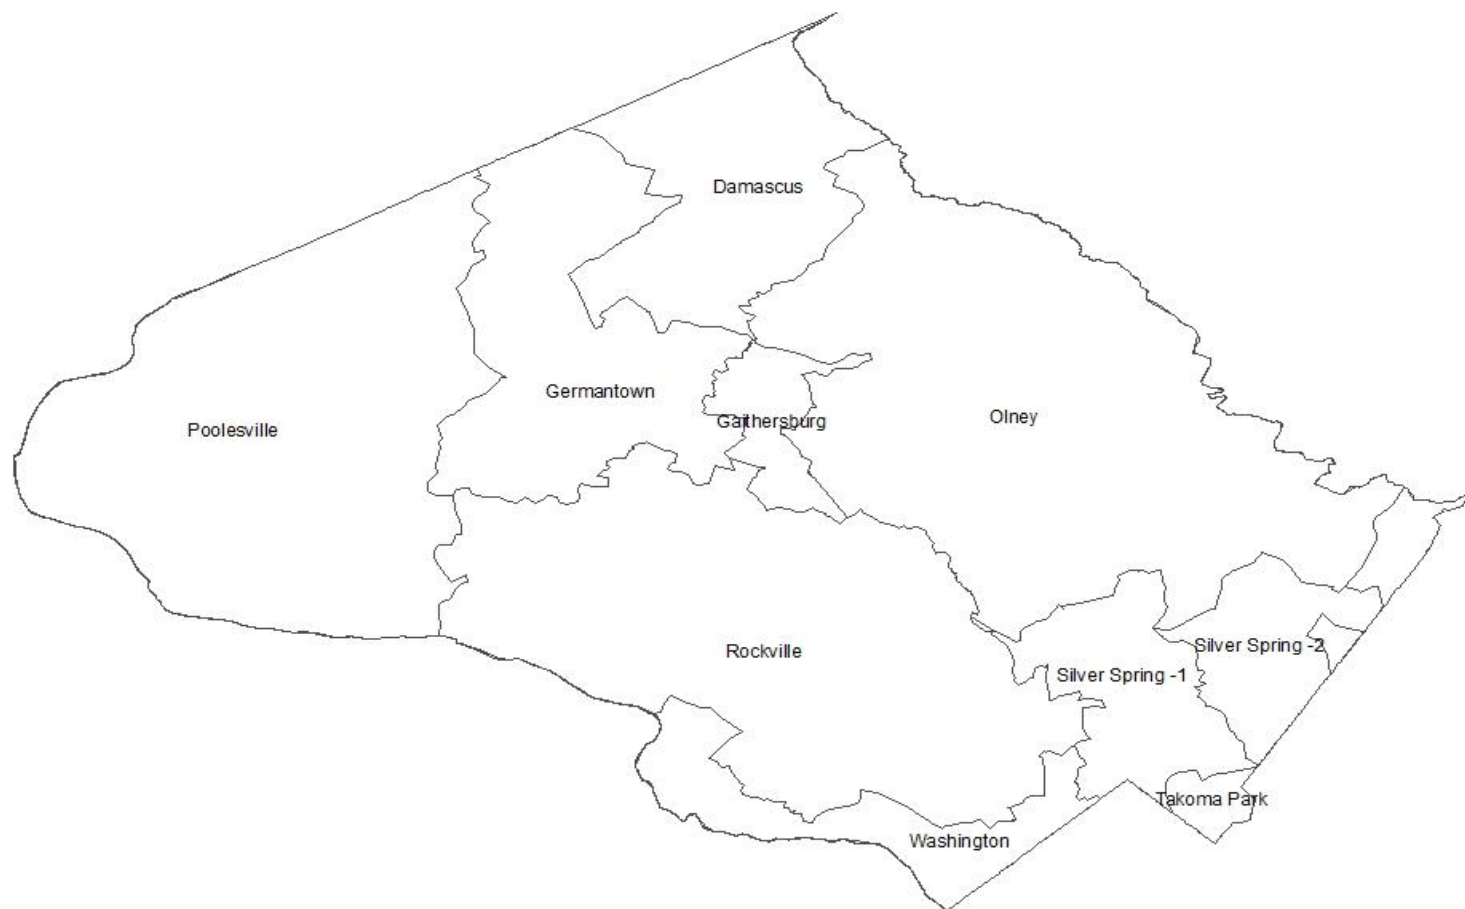 Damascus
Germantown
Poolesville
Gaithersburg
Olney
Rockville
Silver Spring -2
Silver Spring -1
Takoma Park
Washington